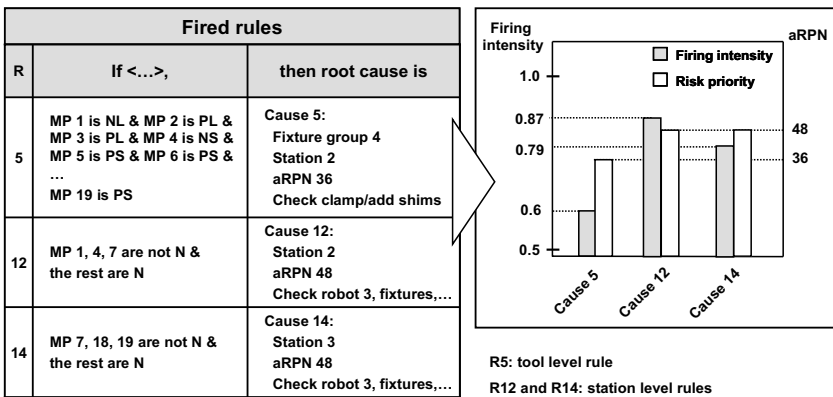 Fired rules
R
If <...>,
then root cause is
5
MP 1 is NL & MP 2 is PL &
MP 3 is PL & MP 4 is NS &
MP 5 is PS & MP 6 is PS &
...
MP 19 is PS
Cause 5:
Fixture group 4
Station 2
aRPN 36
Check clamp/add shims
12
MP 1, 4, 7 are not N &
the rest are N
Cause 12:
Station 2
aRPN 48
Check robot 3, fixtures,...
14
MP 7, 18, 19 are not N &
the rest are N
Cause 14:
Station 3
aRPN 48
Check robot 3, fixtures,...
Firing
intensity
aRPN
Firing intensity
Risk priority
1.0
0.87
0.79
0.6
0.5
48
36
Cause 5
Cause 12
Cause 14
R5: tool level rule
R12 and R14: station level rules